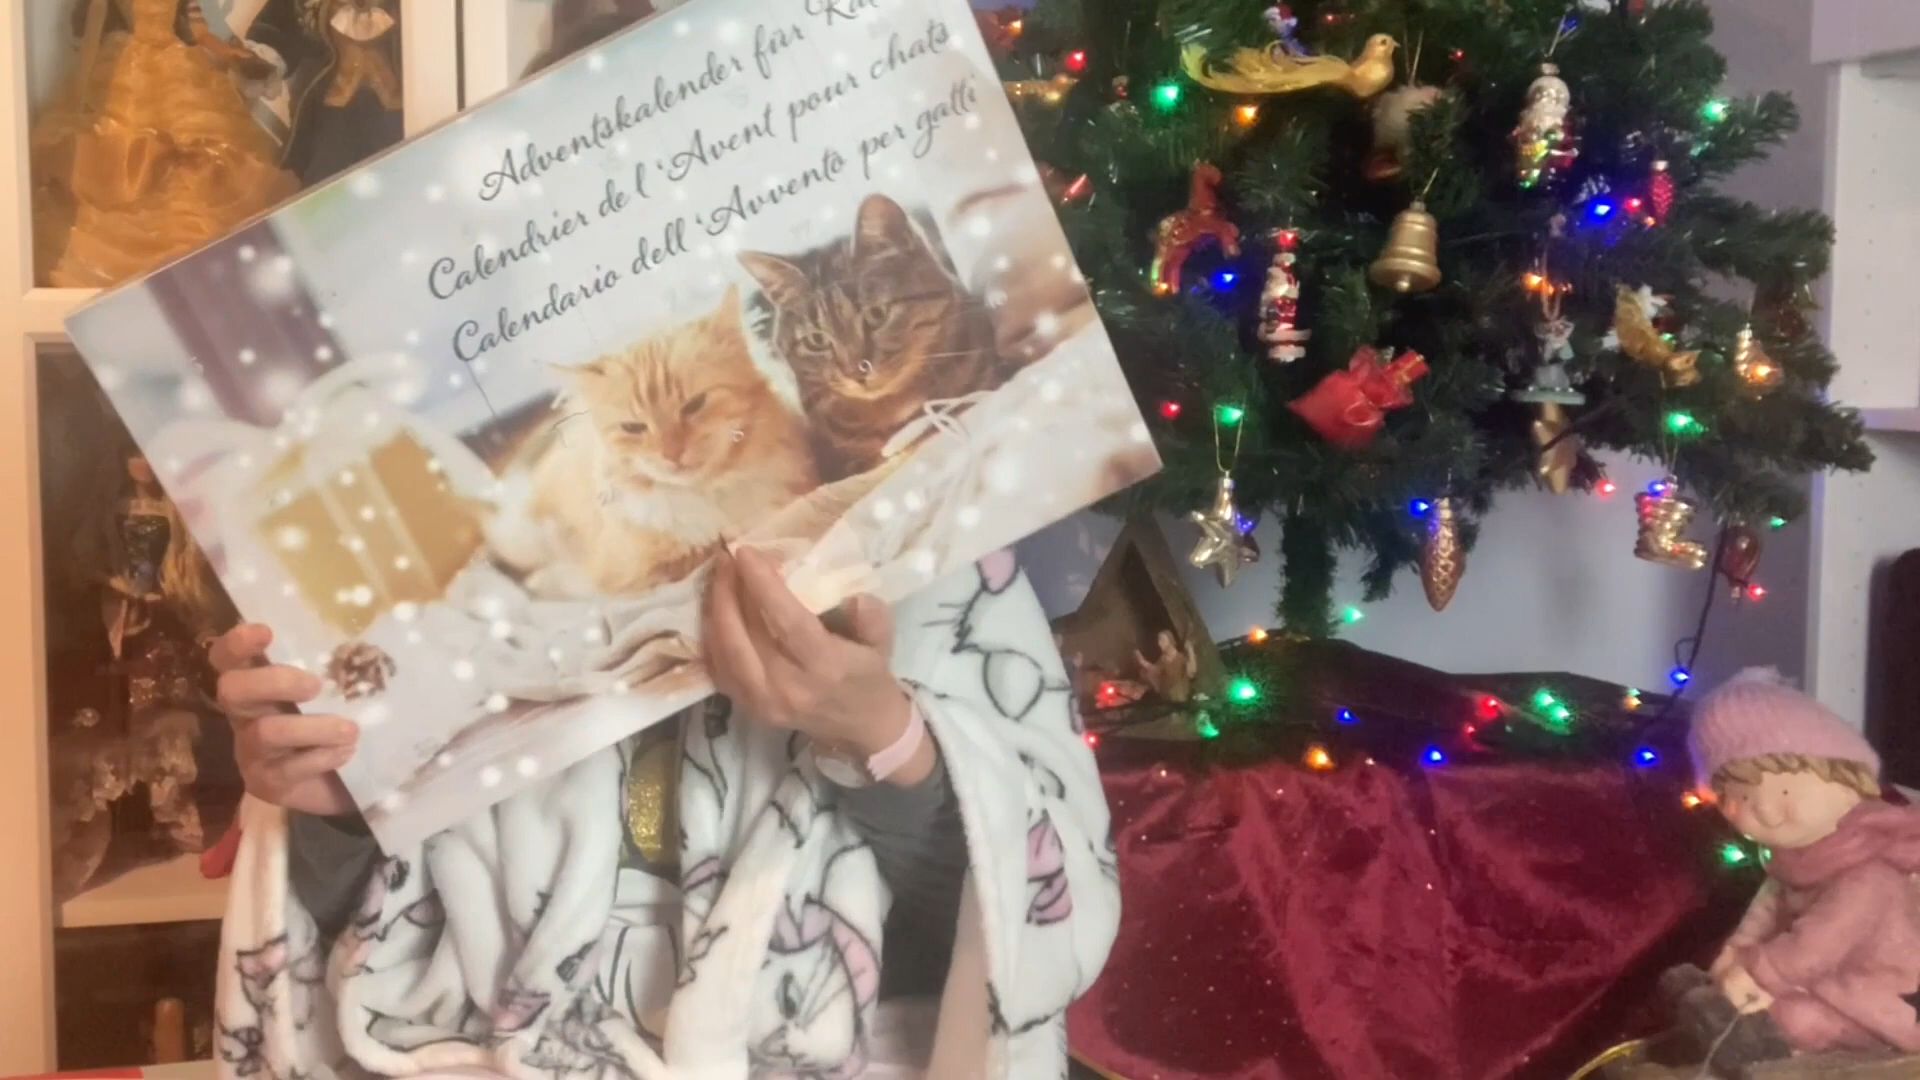 Adventskalender für
Calendrier de l 'Avent pour chats
Calendario dell 'Avvento per gatti